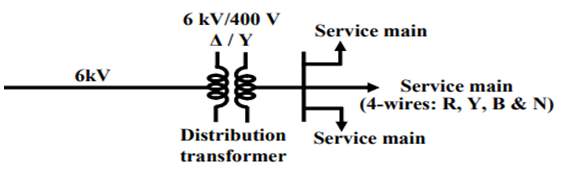 6 kV/400 V
Δ / Y
Service main
6kV
Service main
(4-wires: R, Y, B & N)
Distribution
transformer
Service main